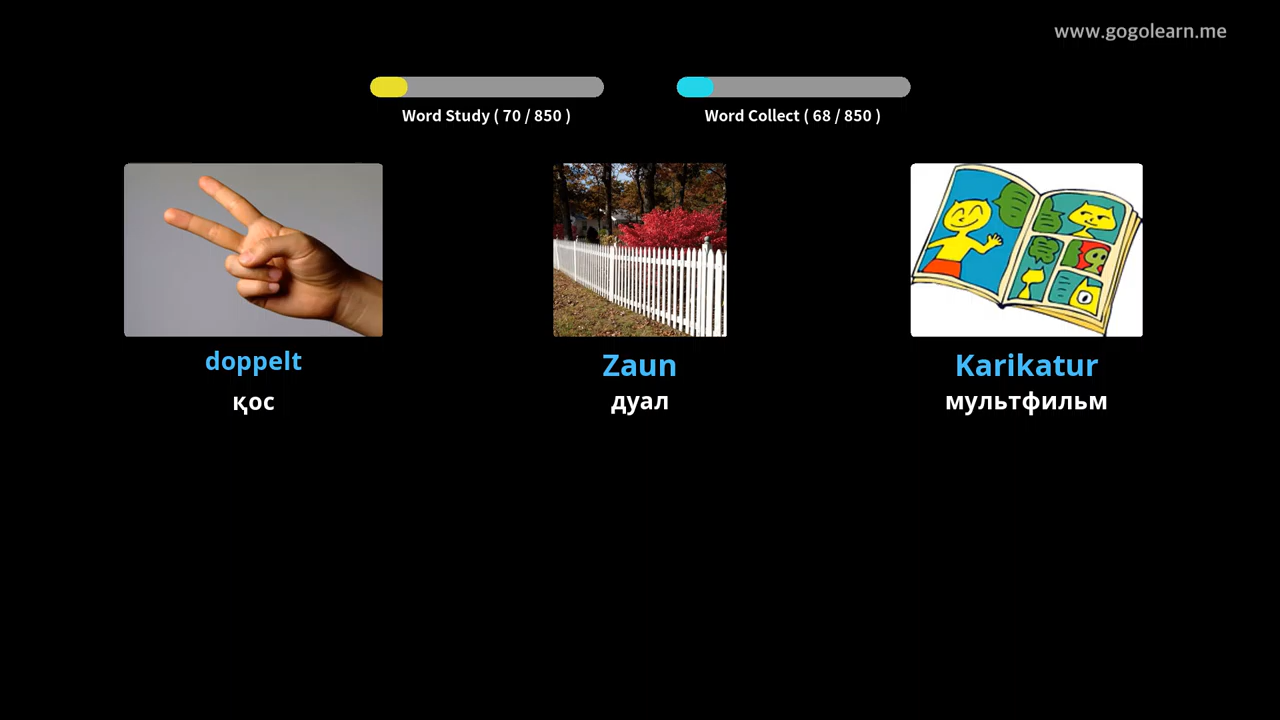 www.gogolearn.me
Word Study ( 70 / 850 )
Word Collect ( 68 / 850 )
doppelt
қос
Zaun
дуал
Karikatur
мультфильм